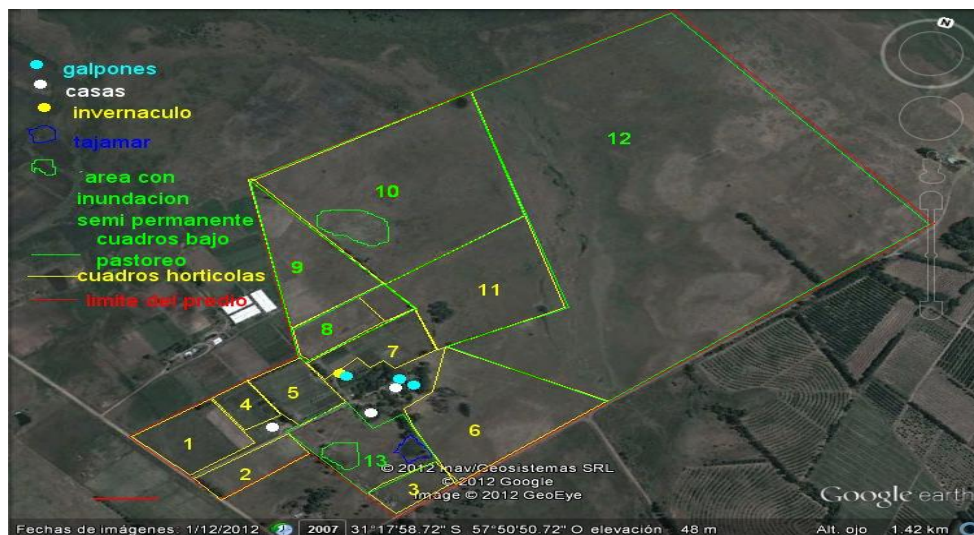 N
galpones
casas
invernaculo
tajamar
area con
inundacion
semi permanente
cuadros bajo
pastoreo
cuadros horticolas
limite del predio
12
10
9
11
8
7
5
4
6
1
2
13
3
© 2012 Inav/Geosistemas SRL
© 2012 Google
Image © 2012 GeoEye
Google earth
Fechas de imágenes: 1/12/2012
2007
31°17'58.72" S 57°50'50.72" O elevación 48 m
Alt. ojo 1.42 km